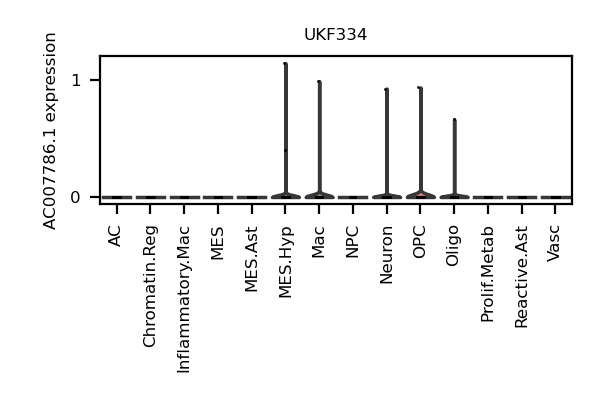 UKF334
AC007786.1 expression
1
0
AC
Chromatin.Reg
Inflammatory.Mac
MES
MES.Ast
MES.Hyp
Mac
NPC
Neuron
OPC
Oligo
Prolif.Metab
Reactive.Ast
Vasc